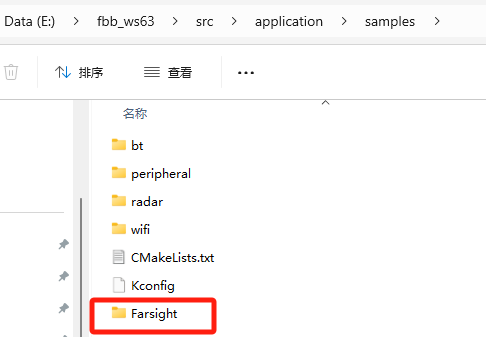 Data (E:) > fbb_ws63 > src > application > samples >
排序 查看 •••
名称
bt
peripheral
radar
wifi
CMakeLists.txt
Kconfig
Farsight